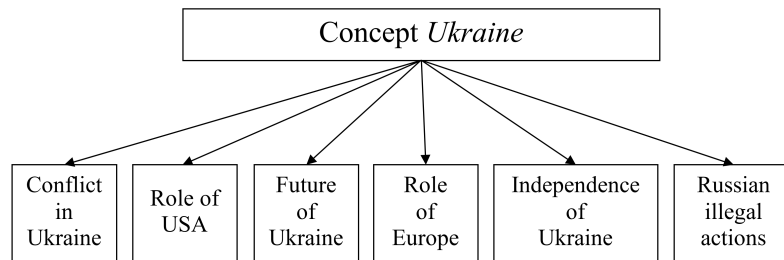 Concept Ukraine
Conflict
in
Ukraine
Role of
USA
Future
of
Ukraine
Role
of
Europe
Independence
of
Ukraine
Russian
illegal
actions